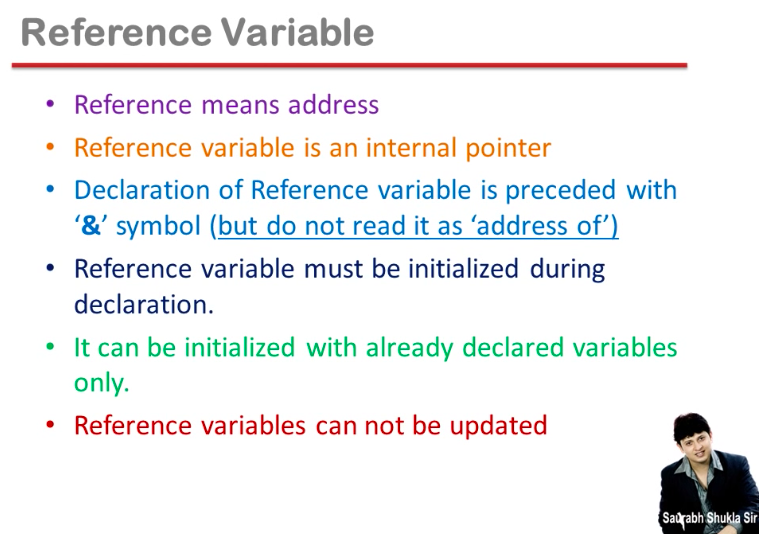 Reference Variable
• Reference means address
• Reference variable is an internal pointer
• Declaration of Reference variable is preceded with
‘&’ symbol (but do not read it as ‘address of’)
• Reference variable must be initialized during
declaration.
• It can be initialized with already declared variables
only.
• Reference variables can not be updated
Saurabh Shukla Sir